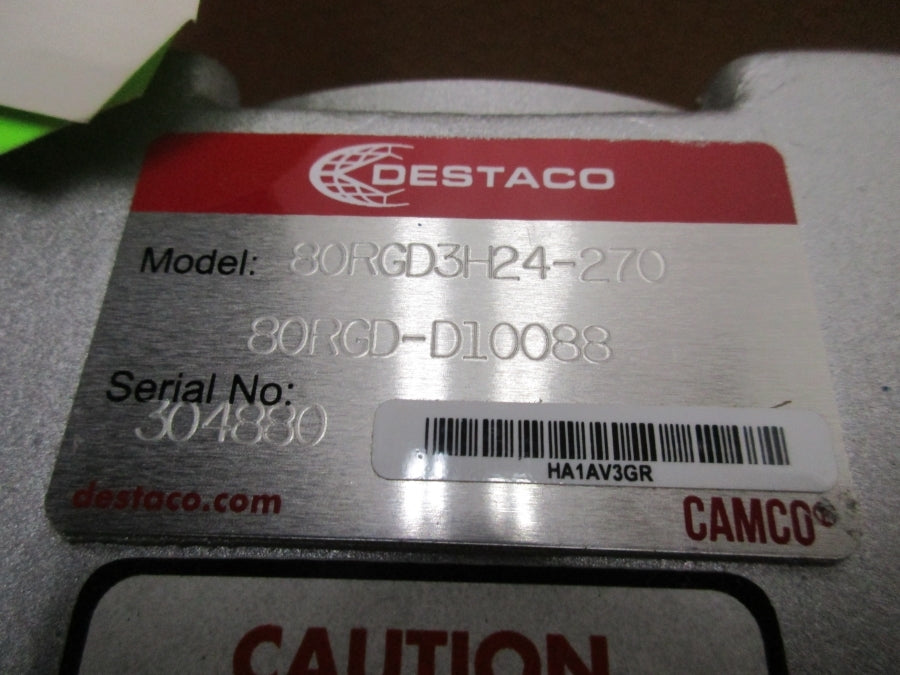 DESTACO
Model: 80RGD3H24-270
80RGD-D10088
Serial No:
304880
HA1AV3GR
destaco.com
CAMCO®
CAUTION